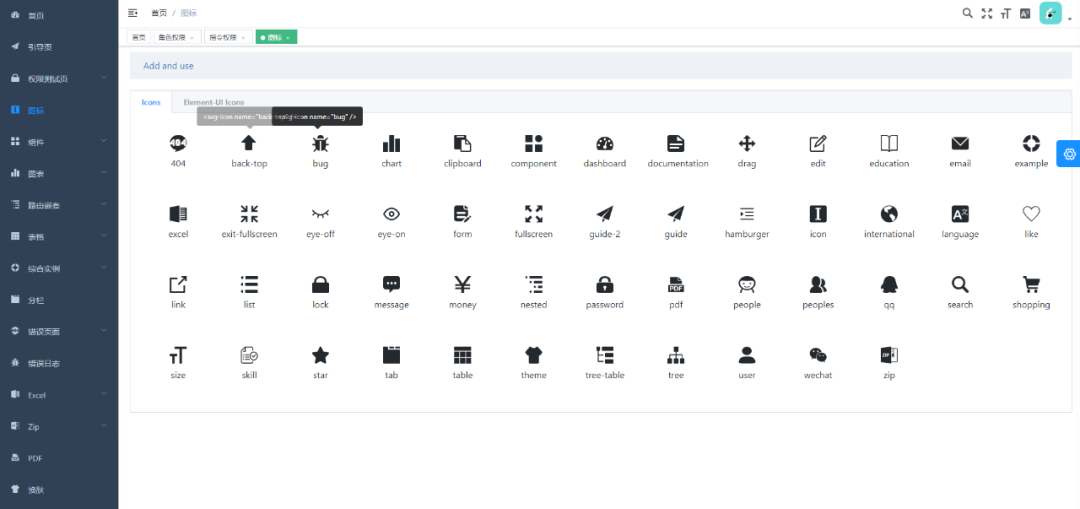 首页
引导页
权限测试页
图标
组件
图表
路由嵌套
表格
综合实例
分栏
错误页面
错误日志
Excel
Zip
PDF
换肤
首页 / 图标
首页
角色权限 ×
指令权限 ×
图标 ×
Add and use
Icons
Element-UI Icons
<svg-icon name="back-
icon name="bug" />
404
back-top
bug
chart
clipboard
component
dashboard
documentation
drag
edit
education
email
example
excel
exit-fullscreen
eye-off
eye-on
form
fullscreen
guide-2
guide
hamburger
icon
international
language
like
link
list
lock
message
money
nested
password
pdf
people
peoples
qq
search
shopping
size
skill
star
tab
table
theme
tree-table
tree
user
wechat
zip